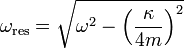 ω_res = √(ω² − (κ/4m)²)